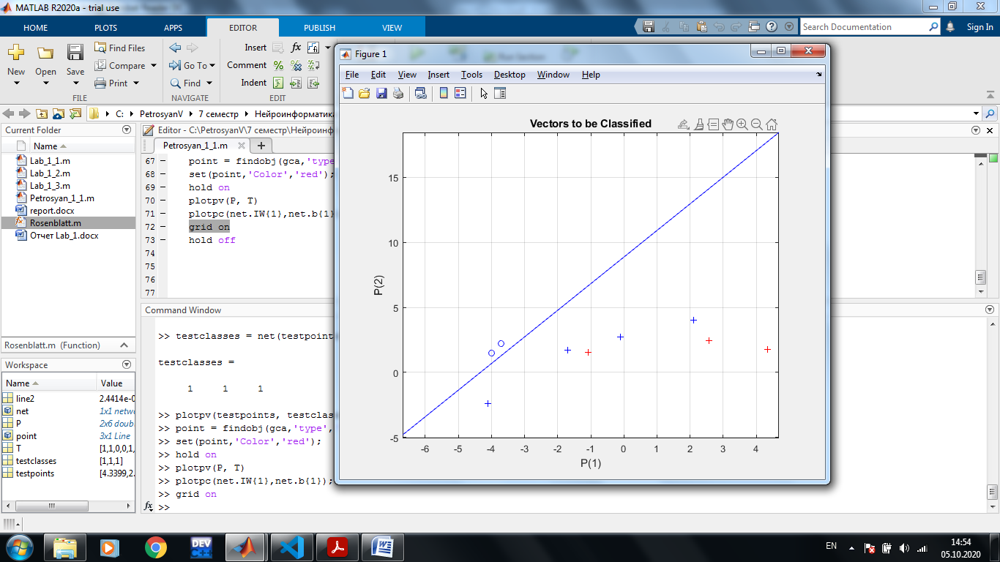 MATLAB R2020a - trial use
HOME PLOTS APPS EDITOR PUBLISH VIEW
Search Documentation
Sign In
New
Open
Save
Find Files
Compare
Print
FILE
Go To
Find
NAVIGATE
Insert
fx
Comment
Indent
EDIT
C: PetrosyanV 7 семестр Нейроинформатика
Current Folder
Name
Lab_1_1.m
Lab_1_2.m
Lab_1_3.m
Petrosyan_1_1.m
report.docx
Rosenblatt.m
Отчет Lab_1.docx
Rosenblatt.m (Function)
Workspace
Name Value
line2 2.4414e-0
net 1x1 netw
P 2x6 doub
point 3x1 Line
T [1,1,0,0,1,
testclasses [1,1,1]
testpoints [4.3399,2.
Editor - C:\PetrosyanV\7 семестр\Нейроинф
Petrosyan_1_1.m
67 – point = findobj(gca,'type
68 – set(point,'Color','red');
69 – hold on
70 – plotpv(P, T)
71 – plotpc(net.IW{1},net.b{1}
72 – grid on
73 – hold off
74
75
76
77
Command Window
>> testclasses = net(testpoint
testclasses =
1 1 1
>> plotpv(testpoints, testclas
>> point = findobj(gca,'type',
>> set(point,'Color','red');
>> hold on
>> plotpv(P, T)
>> plotpc(net.IW{1},net.b{1});
>> grid on
fx >>
Figure 1
File Edit View Insert Tools Desktop Window Help
Vectors to be Classified
15
10
5
0
-5
P(2)
-6 -5 -4 -3 -2 -1 0 1 2 3 4
P(1)
DEV
C++
EN
14:54
05.10.2020